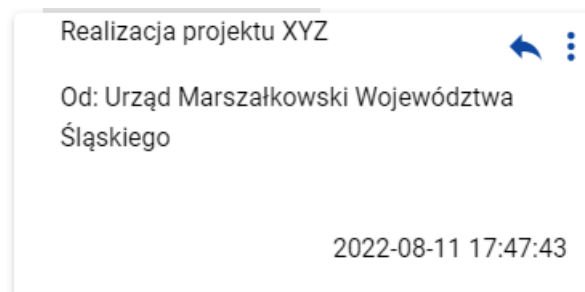 Realizacja projektu XYZ
Od: Urząd Marszałkowski Województwa
Śląskiego
2022-08-11 17:47:43